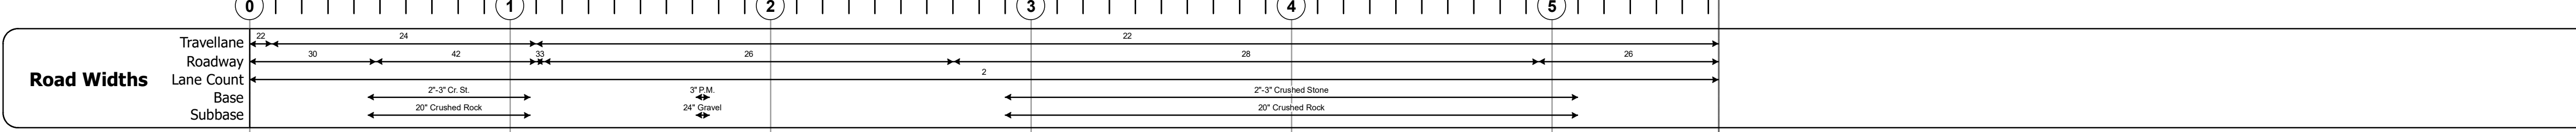 0 1 2 3 4 5
Road Widths
Travellane 22 24 22
Roadway 30 42 33 26 28 26
Lane Count 2
Base 2"-3" Cr. St. 3" P.M. 2"-3" Crushed Stone
Subbase 20" Crushed Rock 24" Gravel 20" Crushed Rock